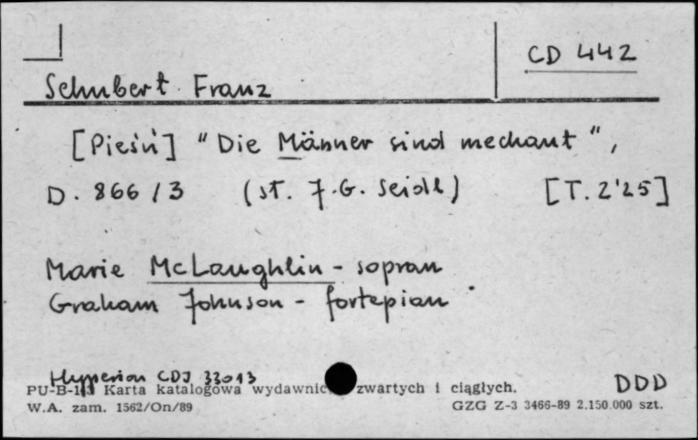 CD 442
Schubert Franz
[Pieśń] "Die Männer sind mechant",
D. 866/3 (sł. J.G. Seidl) [T. 2'25]
Marie McLaughlin - sopran
Graham Johnson - fortepian
Hyperion CDJ 33013 DDD
PU-B-113 Karta katalogowa wydawnic zwartych i ciągłych.
W.A. zam. 1562/On/89 GZG Z-3 3466-89 2.150.000 szt.